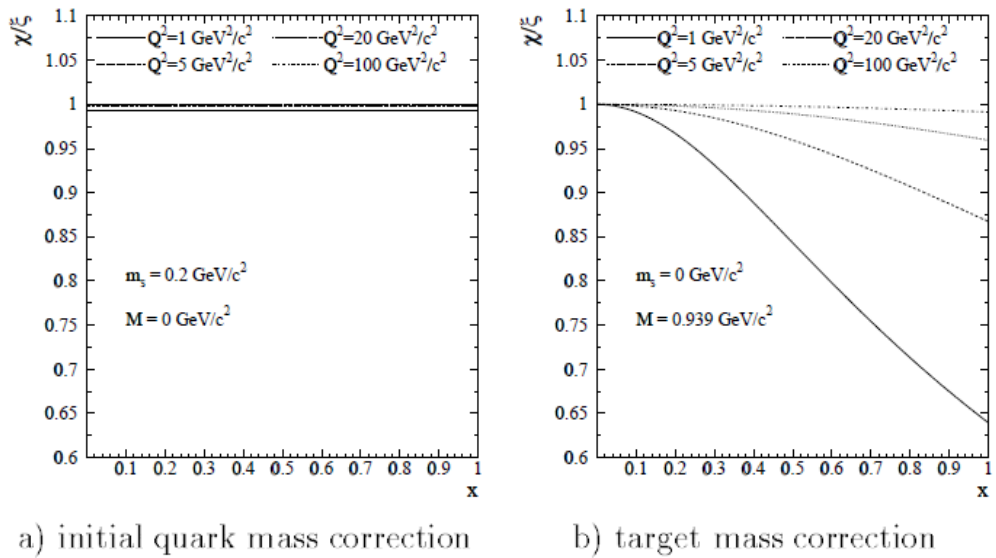 χ/ξ
1.1
1.05
1
0.95
0.9
0.85
0.8
0.75
0.7
0.65
0.6
Q²=1 GeV²/c² Q²=20 GeV²/c²
Q²=5 GeV²/c² Q²=100 GeV²/c²
mₛ = 0.2 GeV/c²
M = 0 GeV/c²
0.1 0.2 0.3 0.4 0.5 0.6 0.7 0.8 0.9 1
x
a) initial quark mass correction
χ/ξ
1.1
1.05
1
0.95
0.9
0.85
0.8
0.75
0.7
0.65
0.6
Q²=1 GeV²/c² Q²=20 GeV²/c²
Q²=5 GeV²/c² Q²=100 GeV²/c²
mₛ = 0 GeV/c²
M = 0.939 GeV/c²
0.1 0.2 0.3 0.4 0.5 0.6 0.7 0.8 0.9 1
x
b) target mass correction